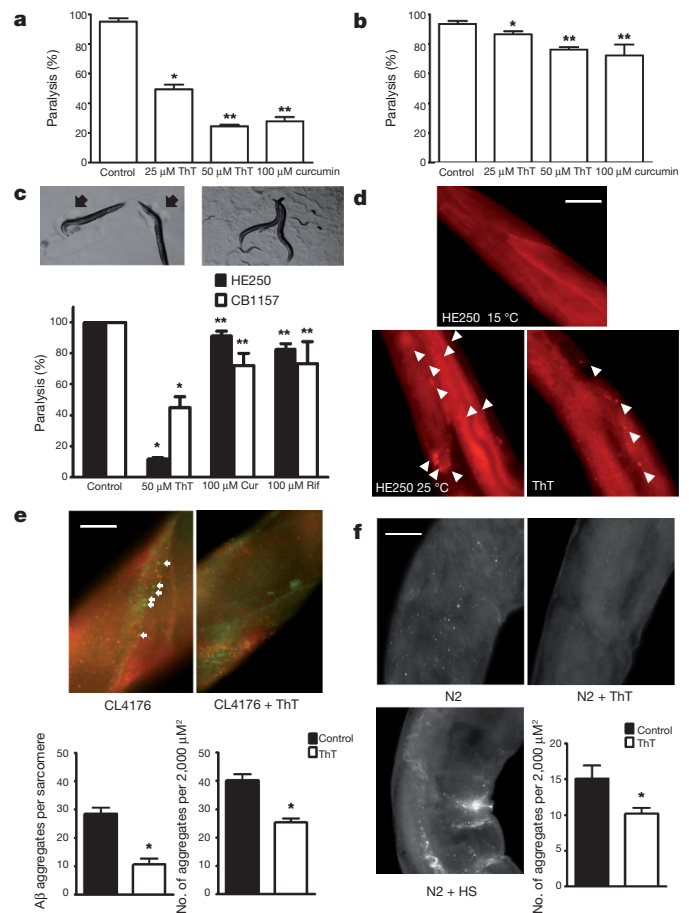 a
100
80
60
40
20
0
Paralysis (%)
*
**
**
Control
25 µM ThT
50 µM ThT
100 µM curcumin
b
100
80
60
40
20
0
Paralysis (%)
*
**
**
Control
25 µM ThT
50 µM ThT
100 µM curcumin
c
HE250
CB1157
100
80
60
40
20
0
Paralysis (%)
*
*
**
**
**
**
Control
50 µM ThT
100 µM Cur
100 µM Rif
d
HE250 15 °C
HE250 25 °C
ThT
e
CL4176
CL4176 + ThT
Control
ThT
50
40
30
20
10
0
Aβ aggregates per sarcomere
*
50
40
30
20
10
0
No. of aggregates per 2,000 µM²
*
f
N2
N2 + ThT
N2 + HS
Control
ThT
20
15
10
5
0
No. of aggregates per 2,000 µM²
*